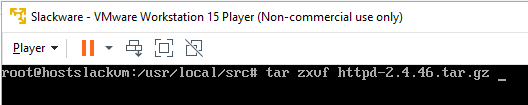 Slackware - VMware Workstation 15 Player (Non-commercial use only)
Player
root@hostslackvm:/usr/local/src# tar zxvf httpd-2.4.46.tar.gz _